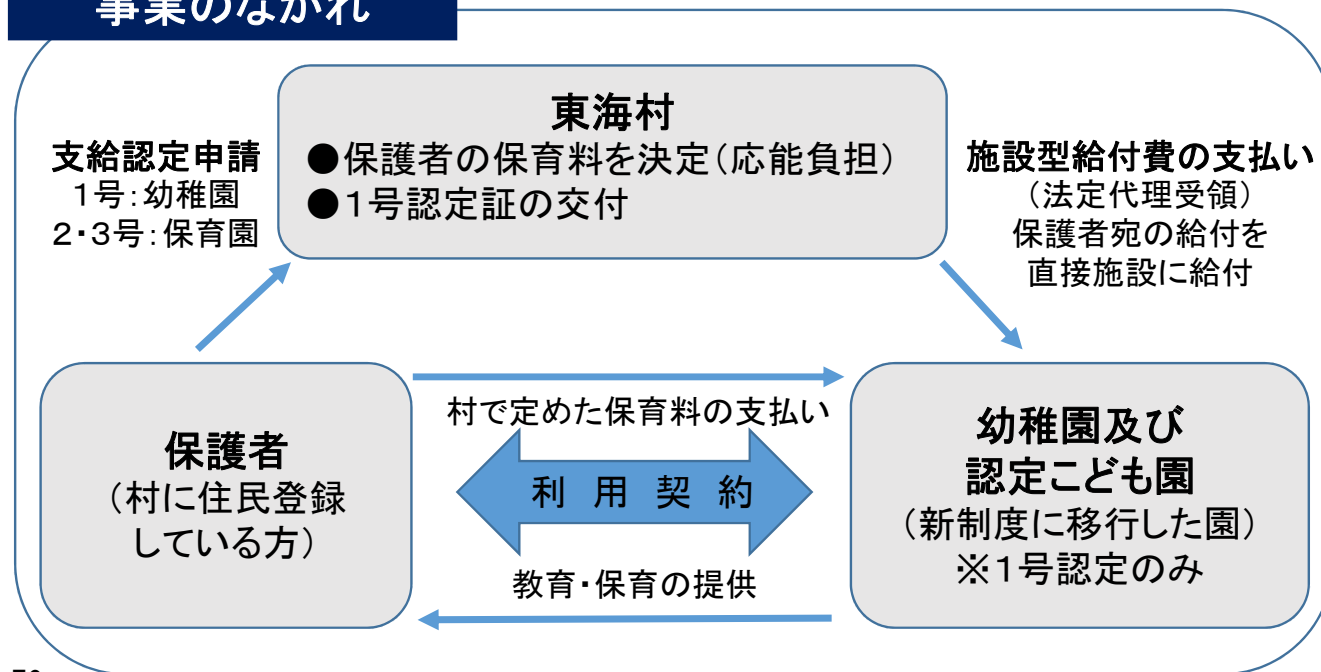 事業のながれ
東海村
●保護者の保育料を決定(応能負担)
●1号認定証の交付
支給認定申請
1号:幼稚園
2・3号:保育園
施設型給付費の支払い
(法定代理受領)
保護者宛の給付を
直接施設に給付
保護者
(村に住民登録
している方)
村で定めた保育料の支払い
利用契約
教育・保育の提供
幼稚園及び
認定こども園
(新制度に移行した園)
※1号認定のみ